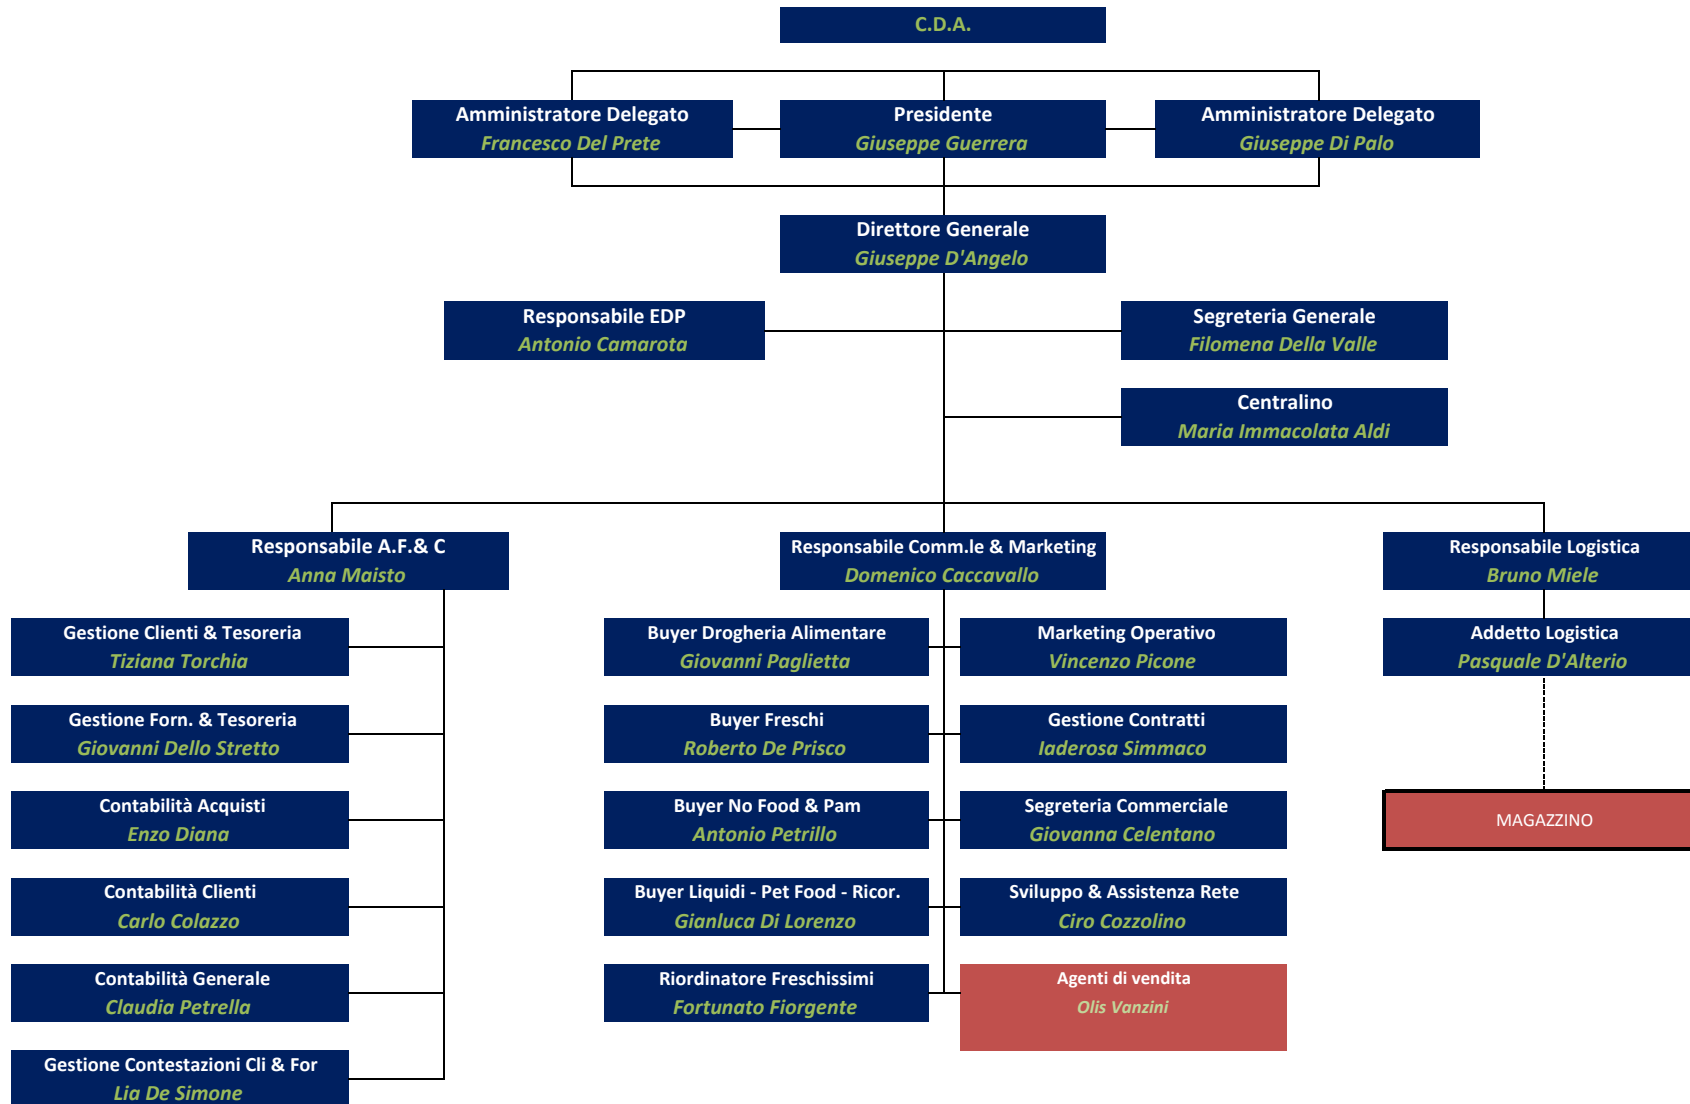 C.D.A.
Amministratore Delegato
Francesco Del Prete
Presidente
Giuseppe Guerrera
Amministratore Delegato
Giuseppe Di Palo
Direttore Generale
Giuseppe D'Angelo
Responsabile EDP
Antonio Camarota
Segreteria Generale
Filomena Della Valle
Centralino
Maria Immacolata Aldi
Responsabile A.F.& C
Anna Maisto
Responsabile Comm.le & Marketing
Domenico Caccavallo
Responsabile Logistica
Bruno Miele
Gestione Clienti & Tesoreria
Tiziana Torchia
Buyer Drogheria Alimentare
Giovanni Paglietta
Marketing Operativo
Vincenzo Picone
Addetto Logistica
Pasquale D'Alterio
Gestione Forn. & Tesoreria
Giovanni Dello Stretto
Buyer Freschi
Roberto De Prisco
Gestione Contratti
Iaderosa Simmaco
Contabilità Acquisti
Enzo Diana
Buyer No Food & Pam
Antonio Petrillo
Segreteria Commerciale
Giovanna Celentano
MAGAZZINO
Contabilità Clienti
Carlo Colazzo
Buyer Liquidi - Pet Food - Ricor.
Gianluca Di Lorenzo
Sviluppo & Assistenza Rete
Ciro Cozzolino
Contabilità Generale
Claudia Petrella
Riordinatore Freschissimi
Fortunato Fiorgente
Agenti di vendita
Olis Vanzini
Gestione Contestazioni Cli & For
Lia De Simone